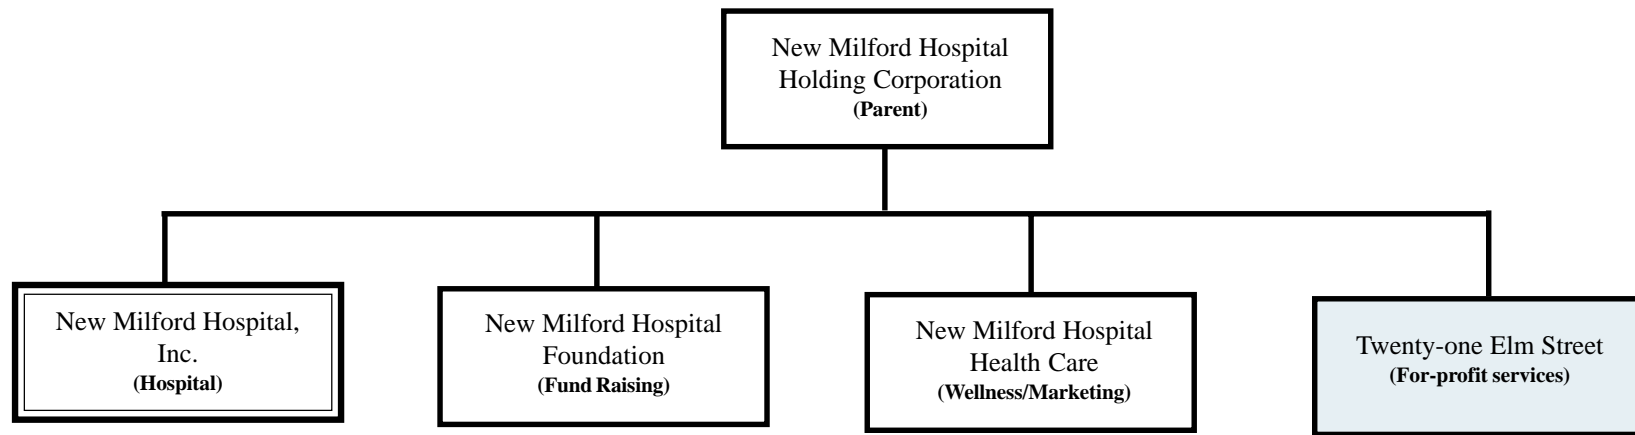 New Milford Hospital
Holding Corporation
(Parent)
New Milford Hospital,
Inc.
(Hospital)
New Milford Hospital
Foundation
(Fund Raising)
New Milford Hospital
Health Care
(Wellness/Marketing)
Twenty-one Elm Street
(For-profit services)